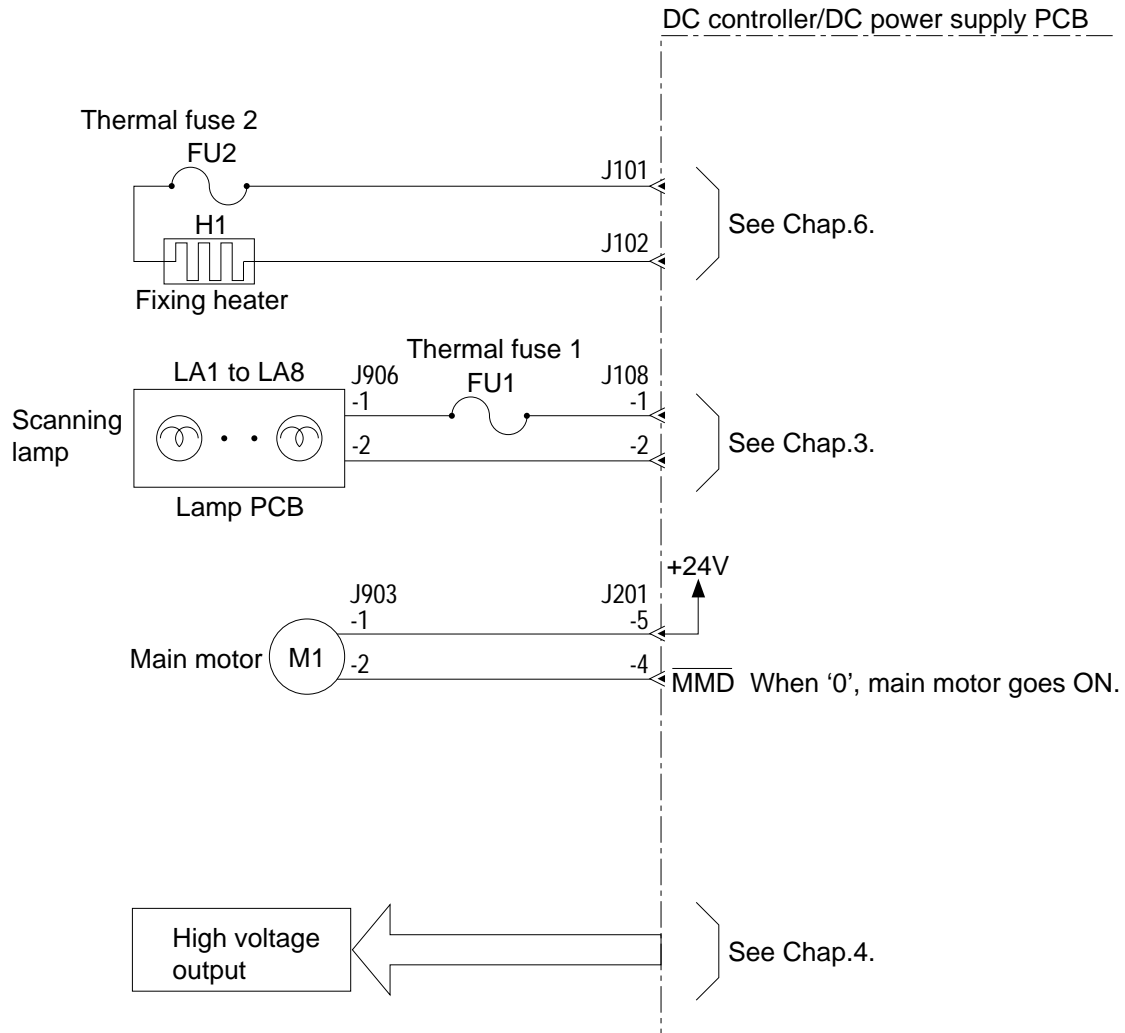 DC controller/DC power supply PCB
Thermal fuse 2
FU2
J101
H1
J102
See Chap.6.
Fixing heater
Thermal fuse 1
LA1 to LA8
J906
FU1
J108
-1
-1
Scanning
lamp
-2
-2
See Chap.3.
Lamp PCB
+24V
J903
J201
-1
-5
Main motor
M1
-2
-4
MMD When ‘0’, main motor goes ON.
High voltage
output
See Chap.4.